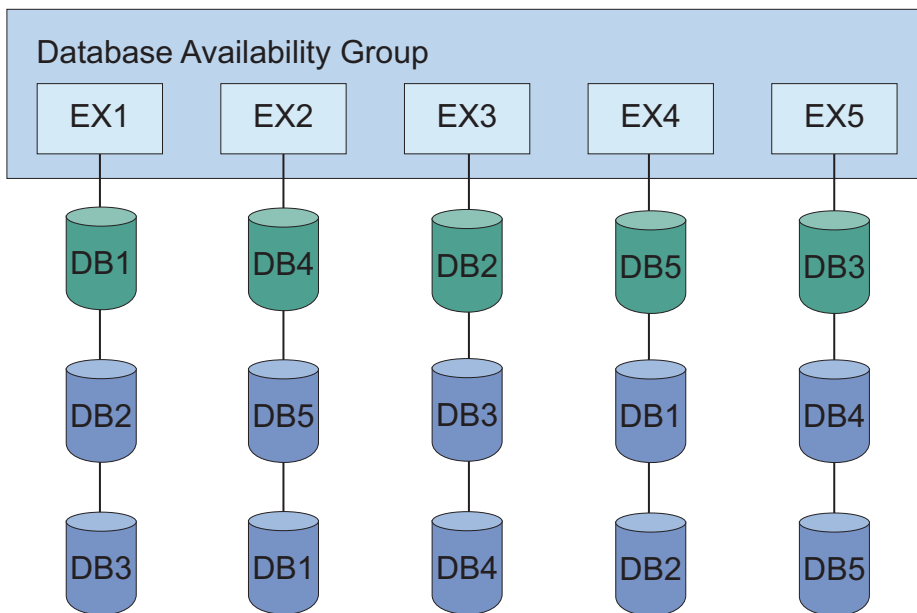 Database Availability Group
EX1 EX2 EX3 EX4 EX5
DB1 DB4 DB2 DB5 DB3
DB2 DB5 DB3 DB1 DB4
DB3 DB1 DB4 DB2 DB5